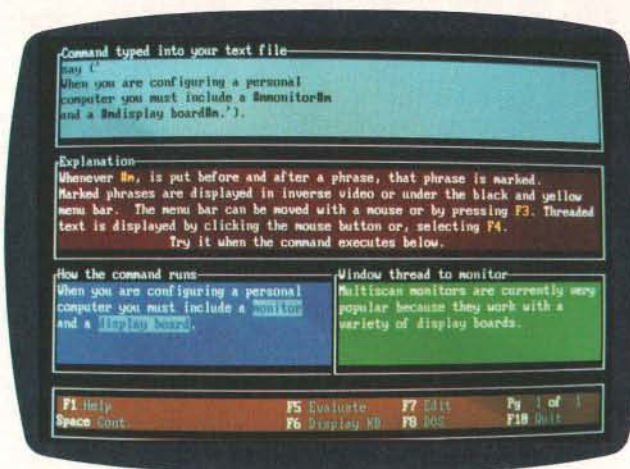 Command typed into your text file
say ('
When you are configuring a personal
computer you must include a #mmonitor#m
and a #mdisplay board#m.').
Explanation
Whenever #m, is put before and after a phrase, that phrase is marked.
Marked phrases are displayed in inverse video or under the black and yellow
menu bar. The menu bar can be moved with a mouse or by pressing F3. Threaded
text is displayed by clicking the mouse button or, selecting F4.
Try it when the command executes below.
How the command runs
When you are configuring a personal
computer you must include a monitor
and a display board.
Window thread to monitor
Multiscan monitors are currently very
popular because they work with a
variety of display boards.
F1 Help F5 Evaluate F7 Edit Pg 1 of 1
Space Cont. F6 Display KB F8 DOS F10 Quit